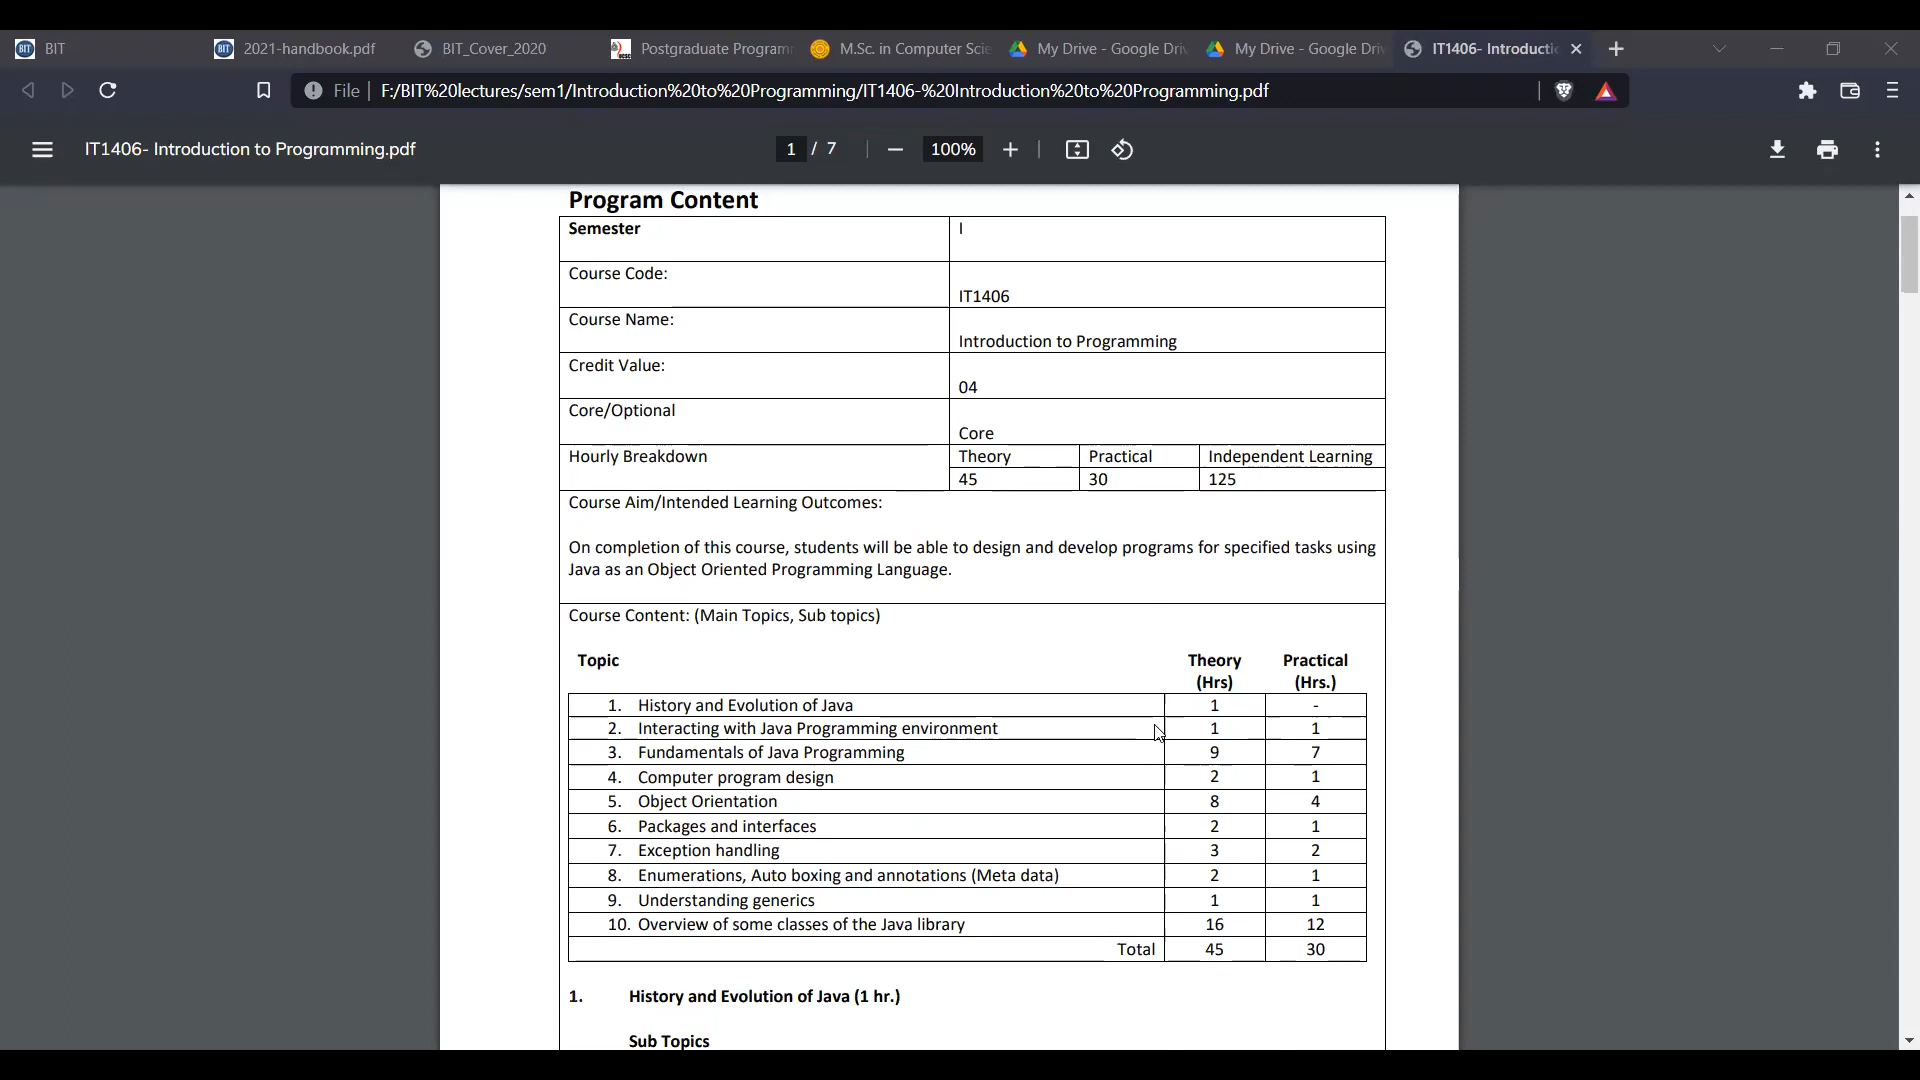 BIT
2021-handbook.pdf
BIT_Cover_2020
Postgraduate Program
M.Sc. in Computer Scie
My Drive - Google Driv
My Drive - Google Driv
IT1406- Introducti
File
F:/BIT%20lectures/sem1/Introduction%20to%20Programming/IT1406-%20Introduction%20to%20Programming.pdf
IT1406- Introduction to Programming.pdf
1 / 7
100%
Program Content
Semester I
Course Code:
IT1406
Course Name:
Introduction to Programming
Credit Value:
04
Core/Optional
Core
Hourly Breakdown Theory Practical Independent Learning
45 30 125
Course Aim/Intended Learning Outcomes:
On completion of this course, students will be able to design and develop programs for specified tasks using
Java as an Object Oriented Programming Language.
Course Content: (Main Topics, Sub topics)
Topic Theory Practical
(Hrs) (Hrs.)
1. History and Evolution of Java 1 -
2. Interacting with Java Programming environment 1 1
3. Fundamentals of Java Programming 9 7
4. Computer program design 2 1
5. Object Orientation 8 4
6. Packages and interfaces 2 1
7. Exception handling 3 2
8. Enumerations, Auto boxing and annotations (Meta data) 2 1
9. Understanding generics 1 1
10. Overview of some classes of the Java library 16 12
Total 45 30
1. History and Evolution of Java (1 hr.)
Sub Topics